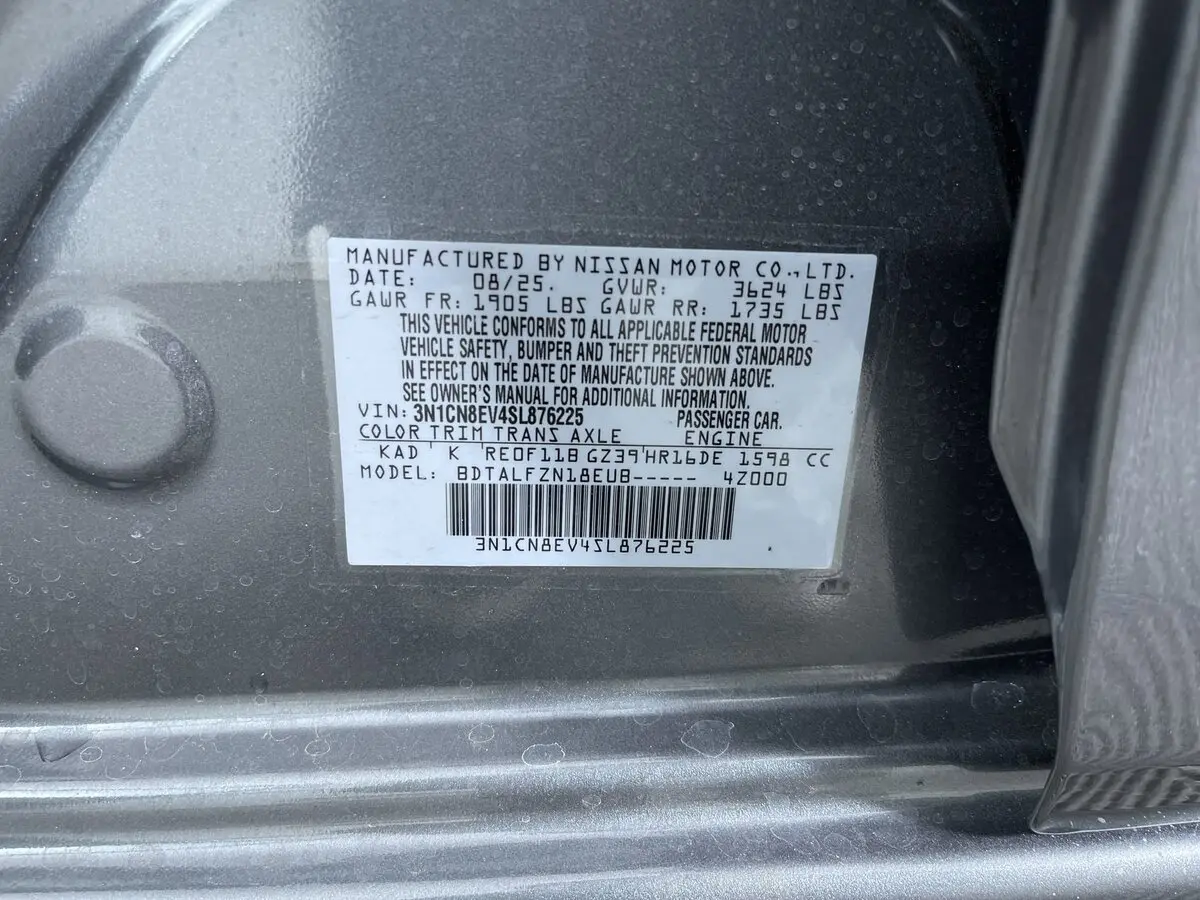 MANUFACTURED BY NISSAN MOTOR CO.,LTD.
DATE: 08/25. GVWR: 3624 LBS
GAWR FR: 1905 LBS GAWR RR: 1735 LBS
THIS VEHICLE CONFORMS TO ALL APPLICABLE FEDERAL MOTOR
VEHICLE SAFETY, BUMPER AND THEFT PREVENTION STANDARDS
IN EFFECT ON THE DATE OF MANUFACTURE SHOWN ABOVE.
SEE OWNER'S MANUAL FOR ADDITIONAL INFORMATION.
VIN: 3N1CN8EV4SL876225 PASSENGER CAR.
COLOR TRIM TRANS AXLE ENGINE
KAD K RE0F11B GZ39 HR16DE 1598 CC
MODEL: BDTALFZN18EUB----- 4Z000
3N1CN8EV4SL876225